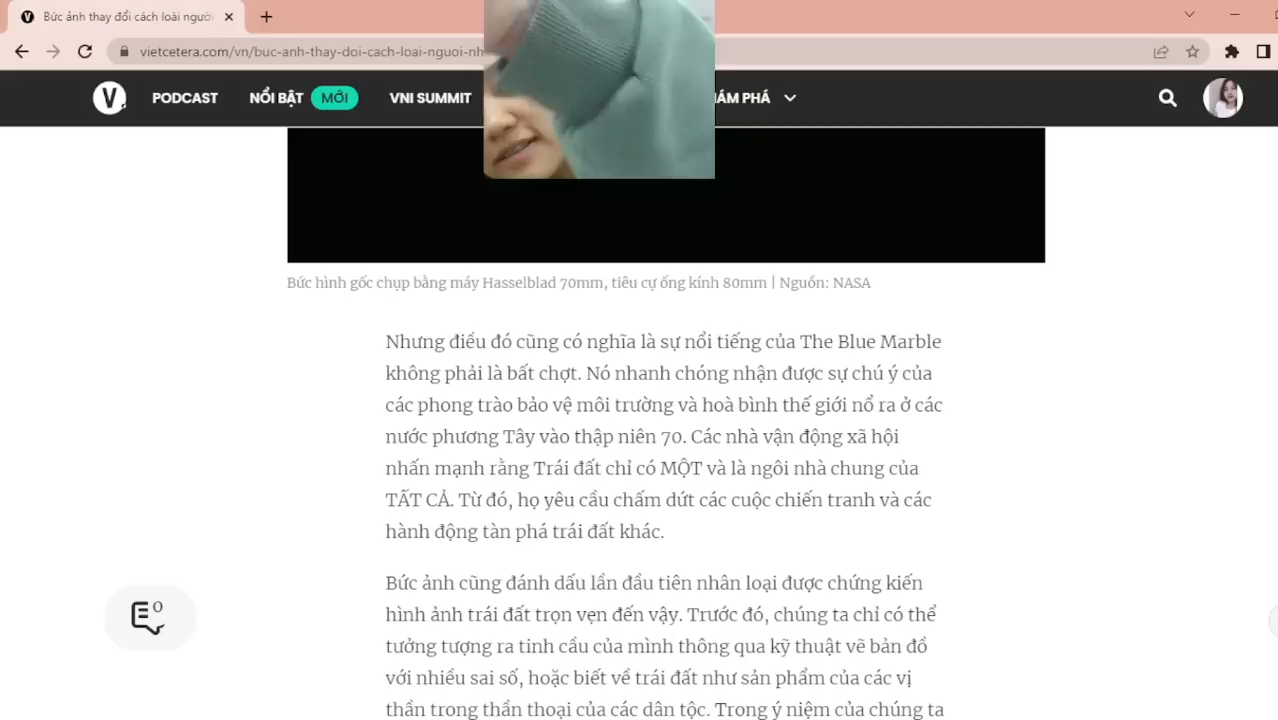 Bức ảnh thay đổi cách loài ngườ
vietcetera.com/vn/buc-anh-thay-doi-cach-loai-nguoi-nh
V.
PODCAST
NỔI BẬT
MỚI
VNI SUMMIT
ÁM PHÁ
Bức hình gốc chụp bằng máy Hasselblad 70mm, tiêu cự ống kính 80mm | Nguồn: NASA
Nhưng điều đó cũng có nghĩa là sự nổi tiếng của The Blue Marble
không phải là bất chợt. Nó nhanh chóng nhận được sự chú ý của
các phong trào bảo vệ môi trường và hoà bình thế giới nổ ra ở các
nước phương Tây vào thập niên 70. Các nhà vận động xã hội
nhấn mạnh rằng Trái đất chỉ có MỘT và là ngôi nhà chung của
TẤT CẢ. Từ đó, họ yêu cầu chấm dứt các cuộc chiến tranh và các
hành động tàn phá trái đất khác.
Bức ảnh cũng đánh dấu lần đầu tiên nhân loại được chứng kiến
hình ảnh trái đất trọn vẹn đến vậy. Trước đó, chúng ta chỉ có thể
tưởng tượng ra tinh cầu của mình thông qua kỹ thuật vẽ bản đồ
với nhiều sai số, hoặc biết về trái đất như sản phẩm của các vị
thần trong thần thoại của các dân tộc. Trong ý niệm của chúng ta
0